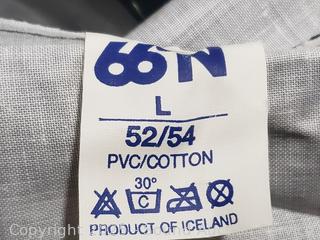 66°N
L
52/54
PVC/COTTON
30°
C
PRODUCT OF ICELAND